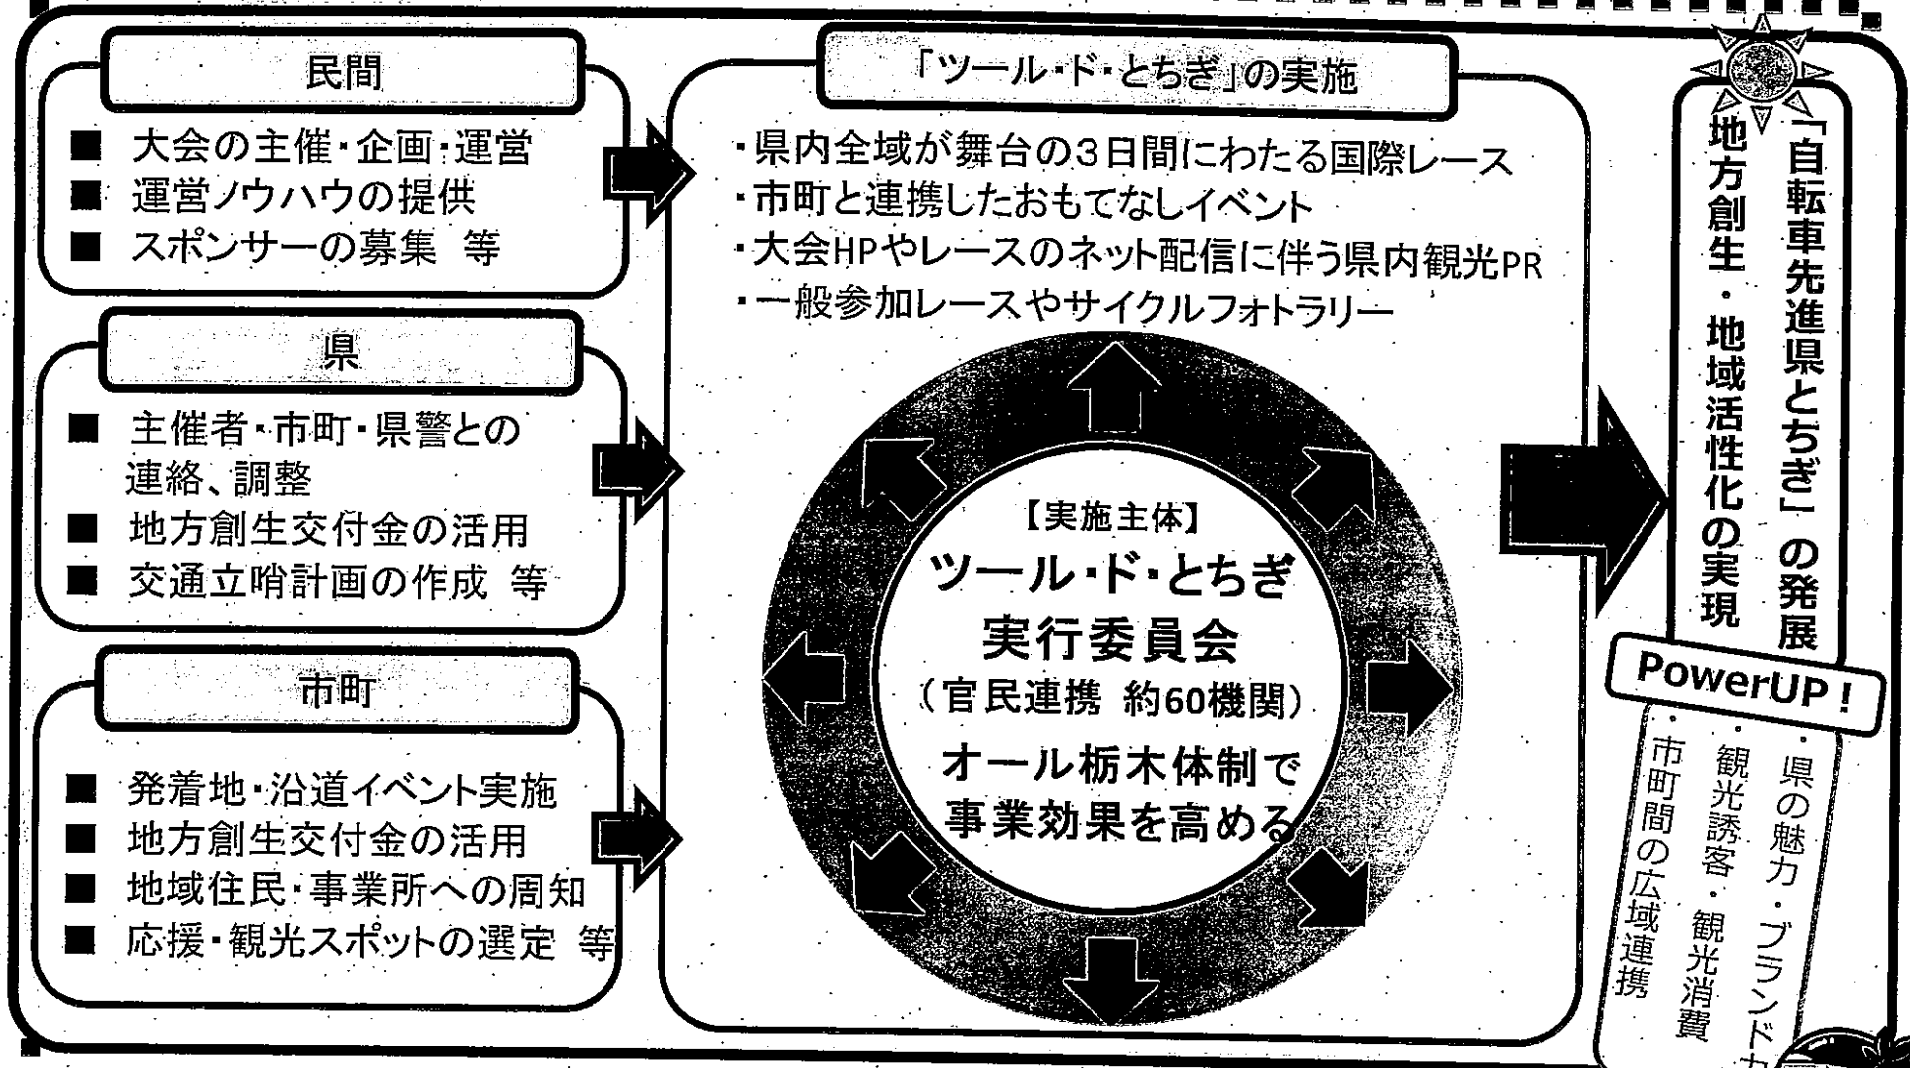 民間
■ 大会の主催・企画・運営
■ 運営ノウハウの提供
■ スポンサーの募集 等
県
■ 主催者・市町・県警との
連絡、調整
■ 地方創生交付金の活用
■ 交通立哨計画の作成 等
市町
■ 発着地・沿道イベント実施
■ 地方創生交付金の活用
■ 地域住民・事業所への周知
■ 応援・観光スポットの選定 等
「ツール・ド・とちぎ」の実施
・県内全域が舞台の3日間にわたる国際レース
・市町と連携したおもてなしイベント
・大会HPやレースのネット配信に伴う県内観光PR
・一般参加レースやサイクルフォトラリー
【実施主体】
ツール・ド・とちぎ
実行委員会
（官民連携 約60機関）
オール栃木体制で
事業効果を高める
「自転車先進県とちぎ」の発展
地方創生・地域活性化の実現
PowerUP！
・県の魅力・ブランド力
・観光誘客・観光消費
・市町間の広域連携